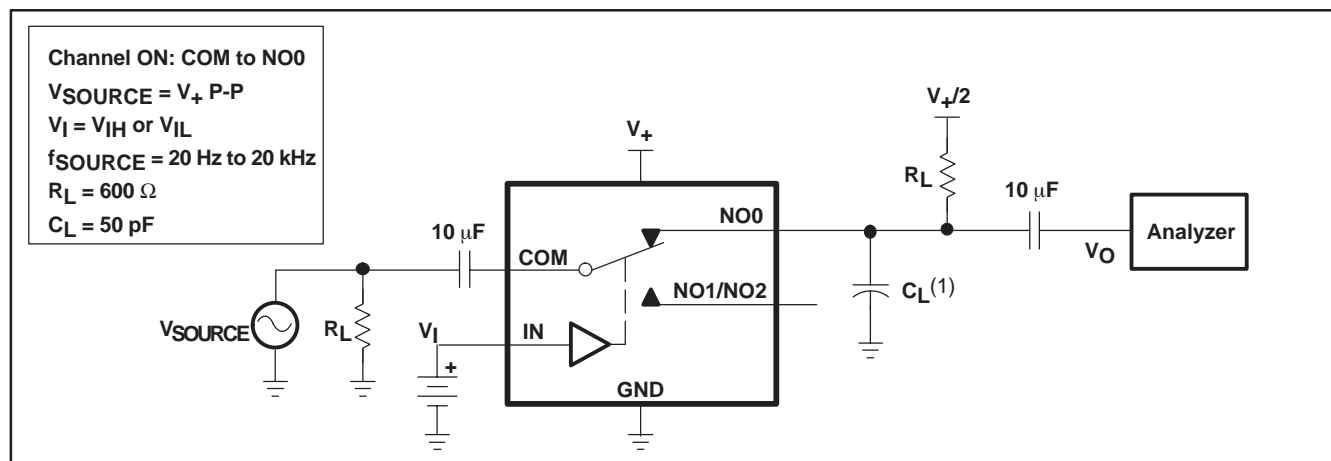 Channel ON: COM to NO0
VSOURCE = V+ P-P
VI = VIH or VIL
fSOURCE = 20 Hz to 20 kHz
RL = 600 Ω
CL = 50 pF
V+/2
V+
RL
10 μF
NO0
Analyzer
10 μF
COM
VO
NO1/NO2
CL(1)
VSOURCE
RL
VI
IN
+
GND